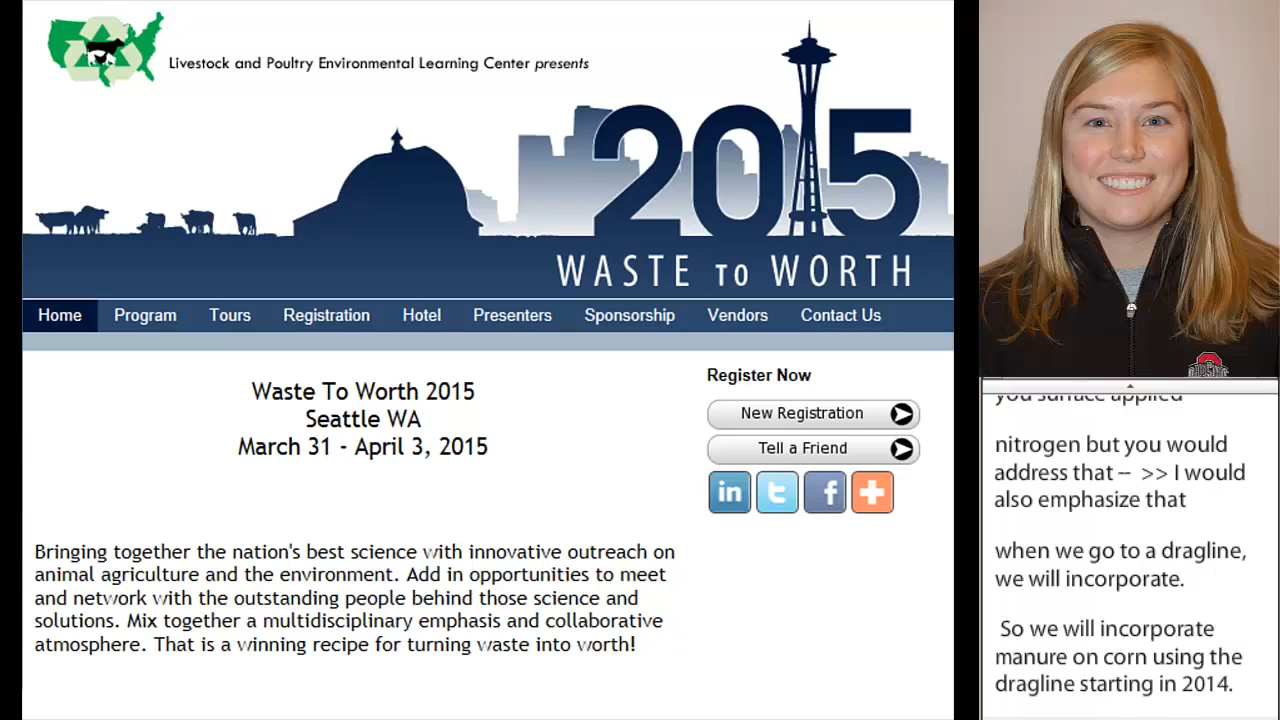 Livestock and Poultry Environmental Learning Center presents
2015
WASTE TO WORTH
Home Program Tours Registration Hotel Presenters Sponsorship Vendors Contact Us
Waste To Worth 2015
Seattle WA
March 31 - April 3, 2015
Register Now
New Registration
Tell a Friend
in t f
Bringing together the nation's best science with innovative outreach on
animal agriculture and the environment. Add in opportunities to meet
and network with the outstanding people behind those science and
solutions. Mix together a multidisciplinary emphasis and collaborative
atmosphere. That is a winning recipe for turning waste into worth!
you surface applied
nitrogen but you would
address that -- >> I would
also emphasize that
when we go to a dragline,
we will incorporate.
So we will incorporate
manure on corn using the
dragline starting in 2014.